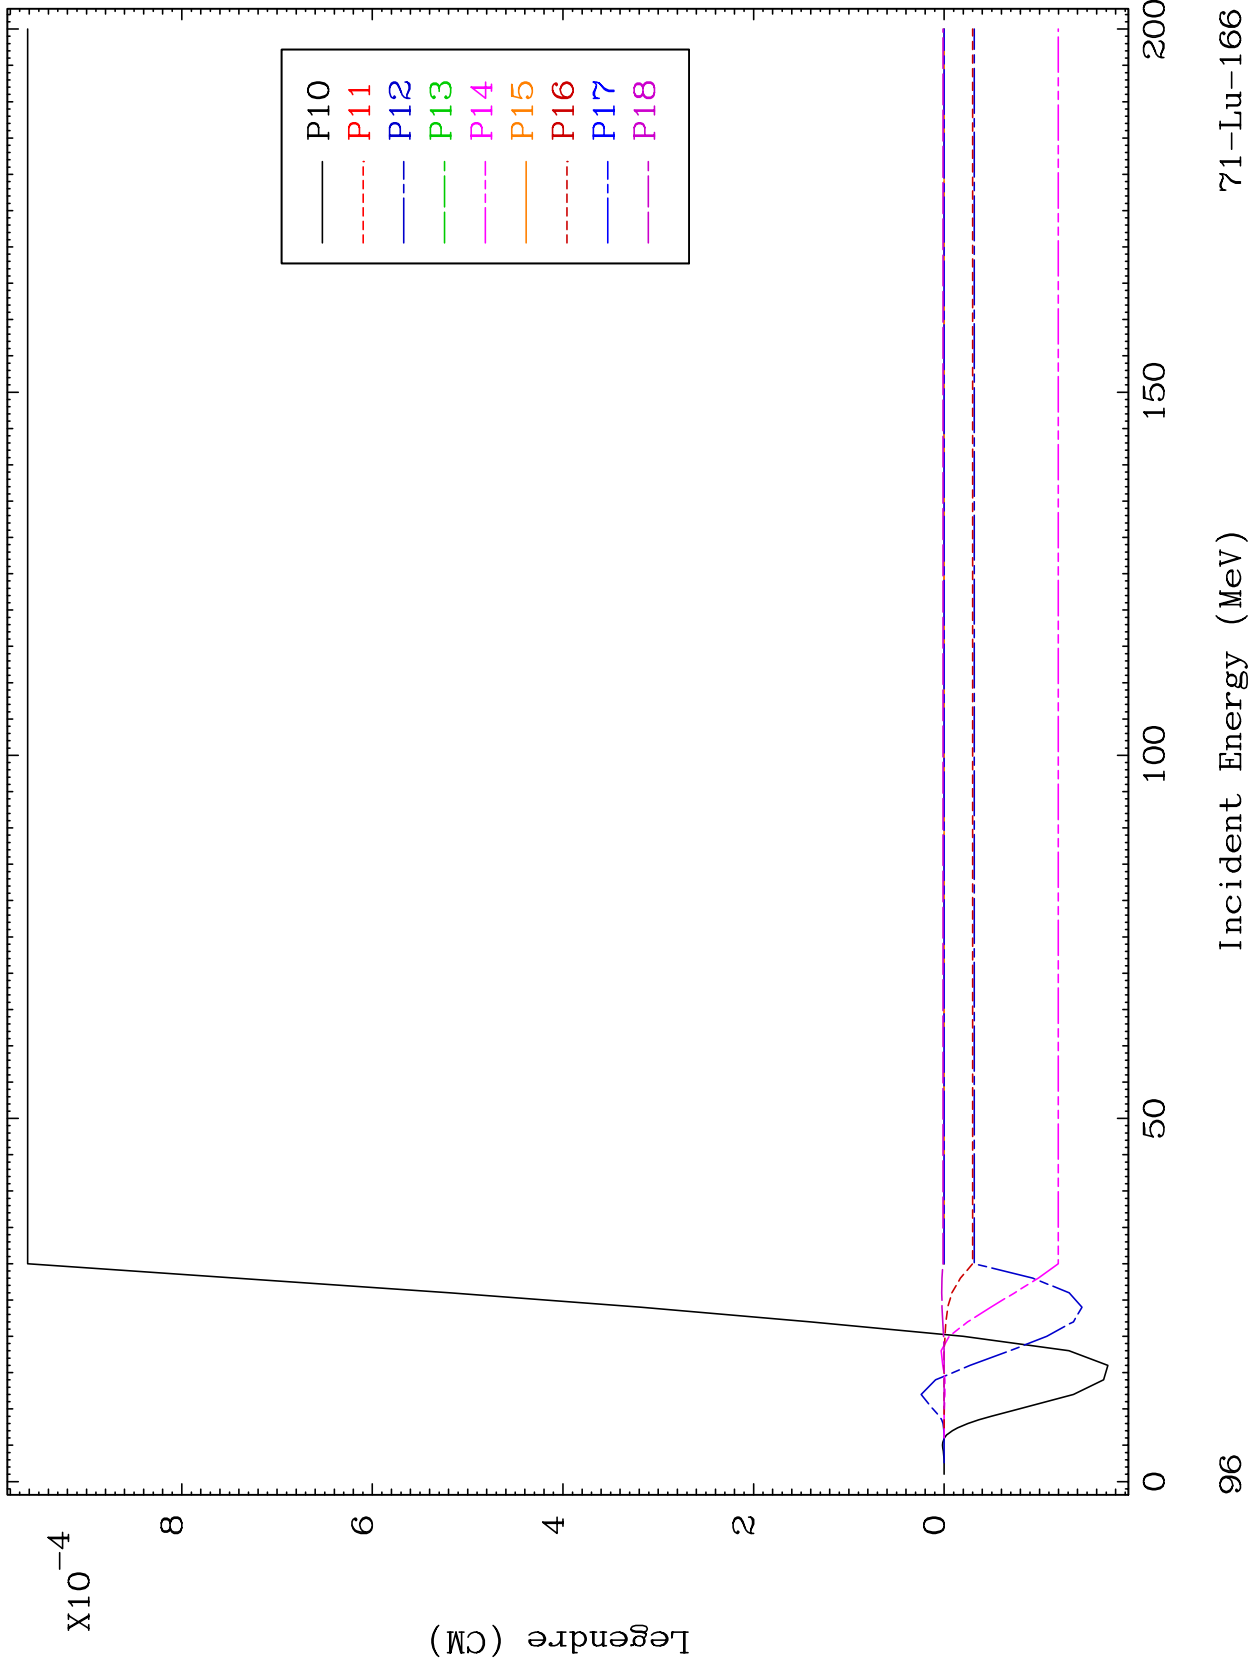 X10⁻⁴
8
6
4
2
0
Legendre (CM)
P10
P11
P12
P13
P14
P15
P16
P17
P18
0
50
100
150
200
Incident Energy (MeV)
96
71-Lu-166